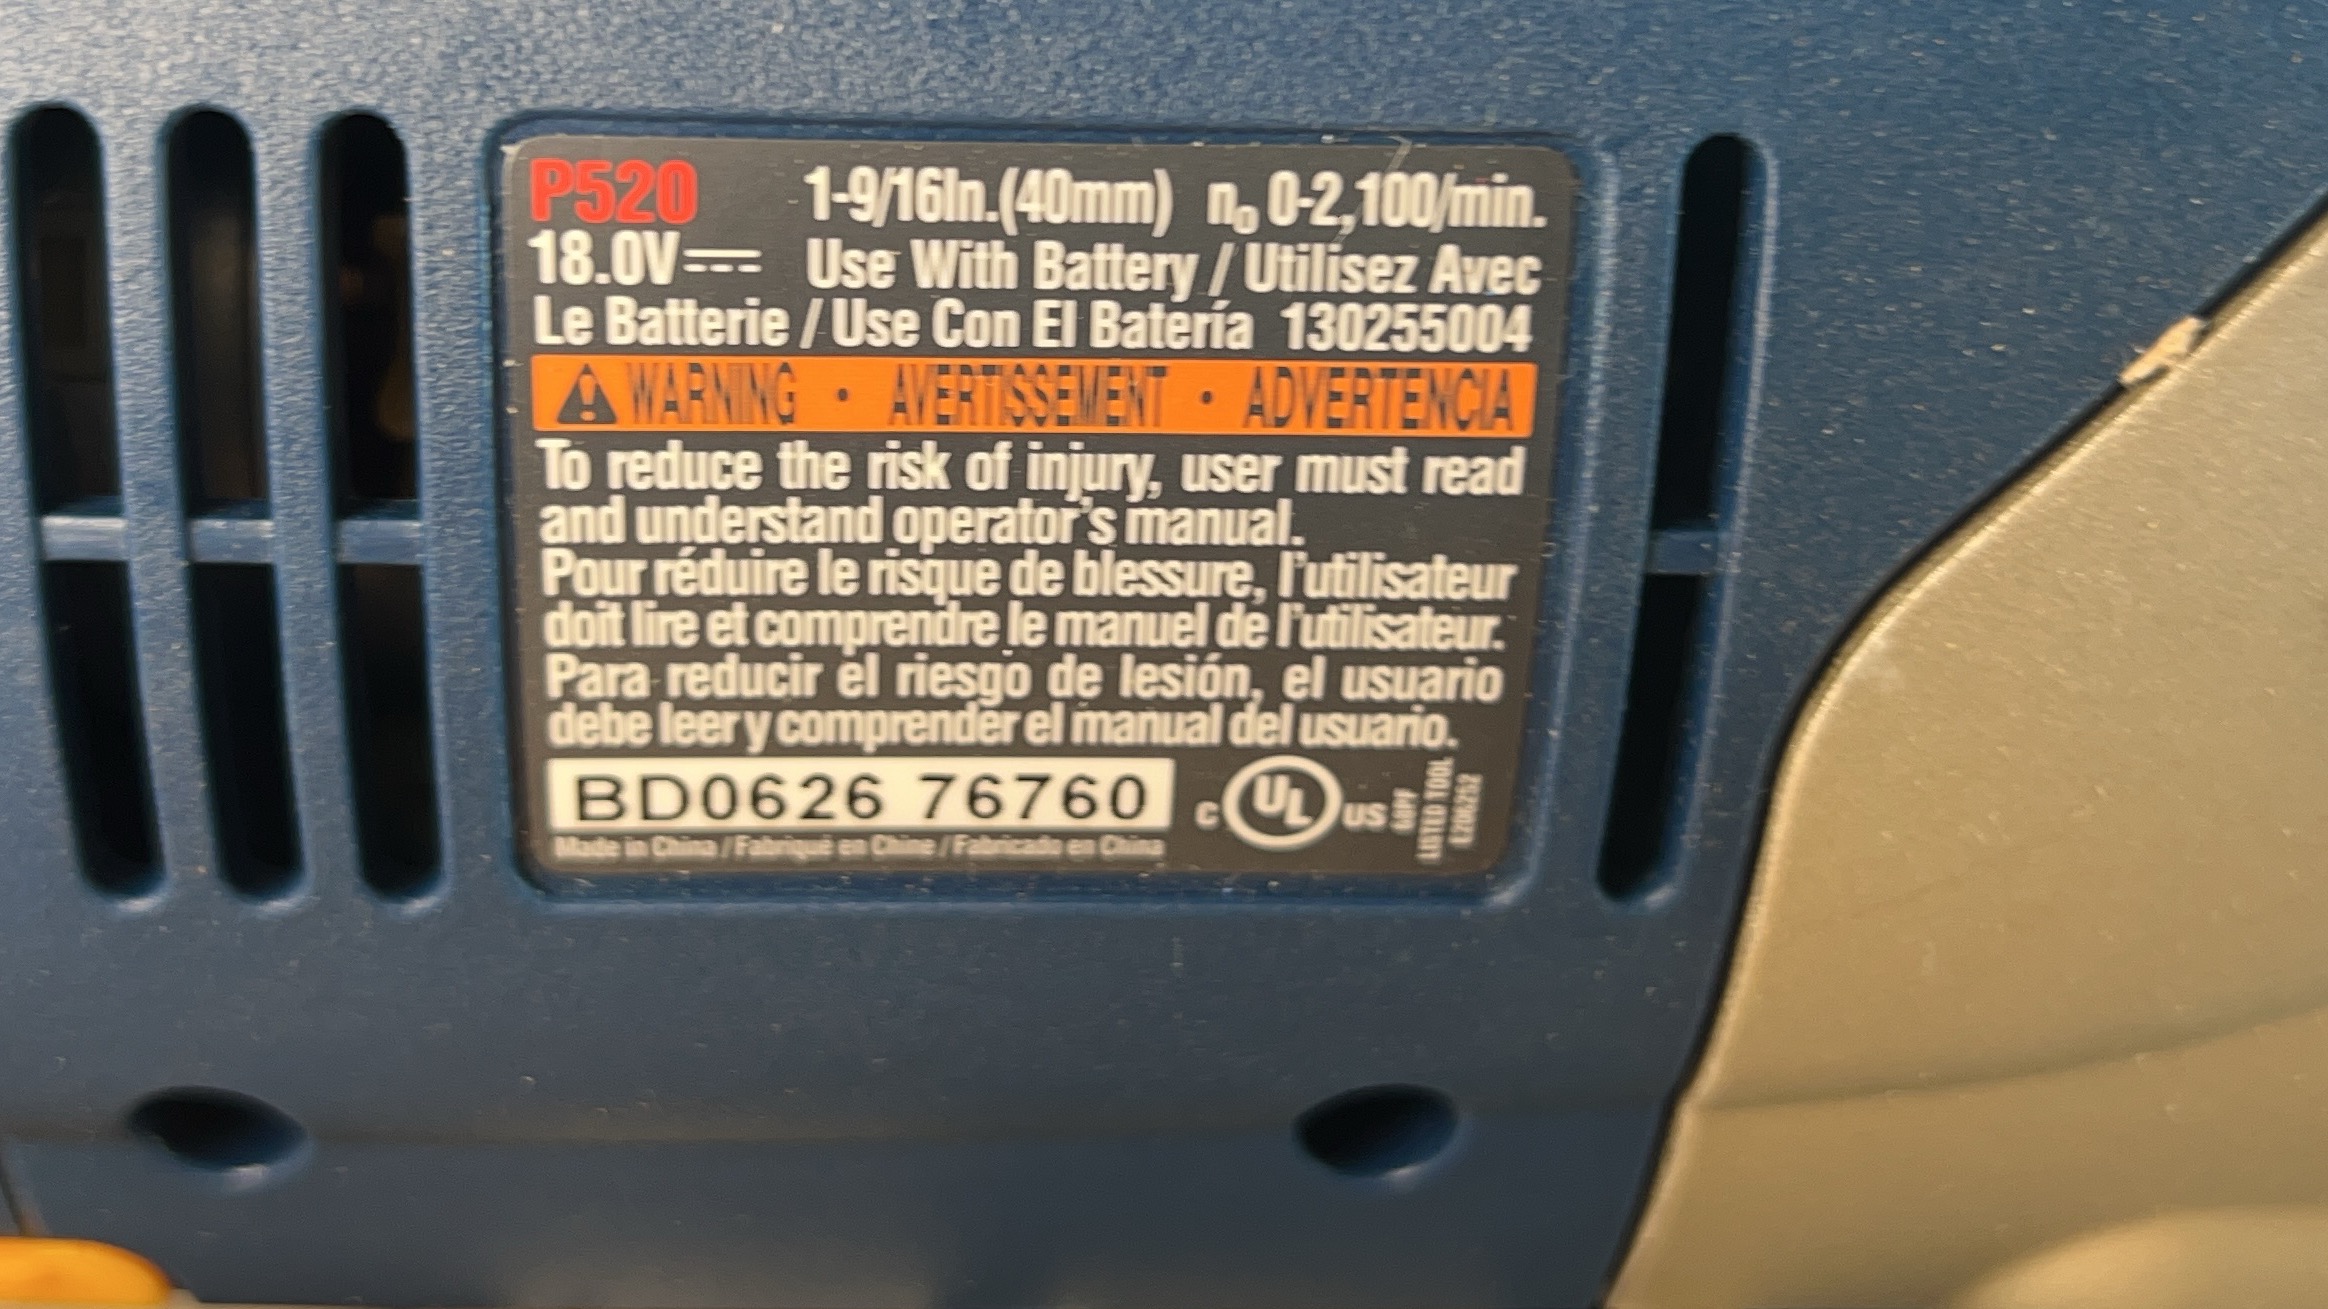 P520 1-9/16In.(40mm) n₀ 0-2,100/min.
18.0V⎓ Use With Battery / Utilisez Avec
Le Batterie / Use Con El Batería 130255004
WARNING • AVERTISSEMENT • ADVERTENCIA
To reduce the risk of injury, user must read
and understand operator's manual.
Pour réduire le risque de blessure, l'utilisateur
doit lire et comprendre le manuel de l'utilisateur.
Para reducir el riesgo de lesión, el usuario
debe leer y comprender el manual del usuario.
BD0626 76760
C UL US
LISTED TOOL
Made in China / Fabriqué en Chine / Fabricado en China